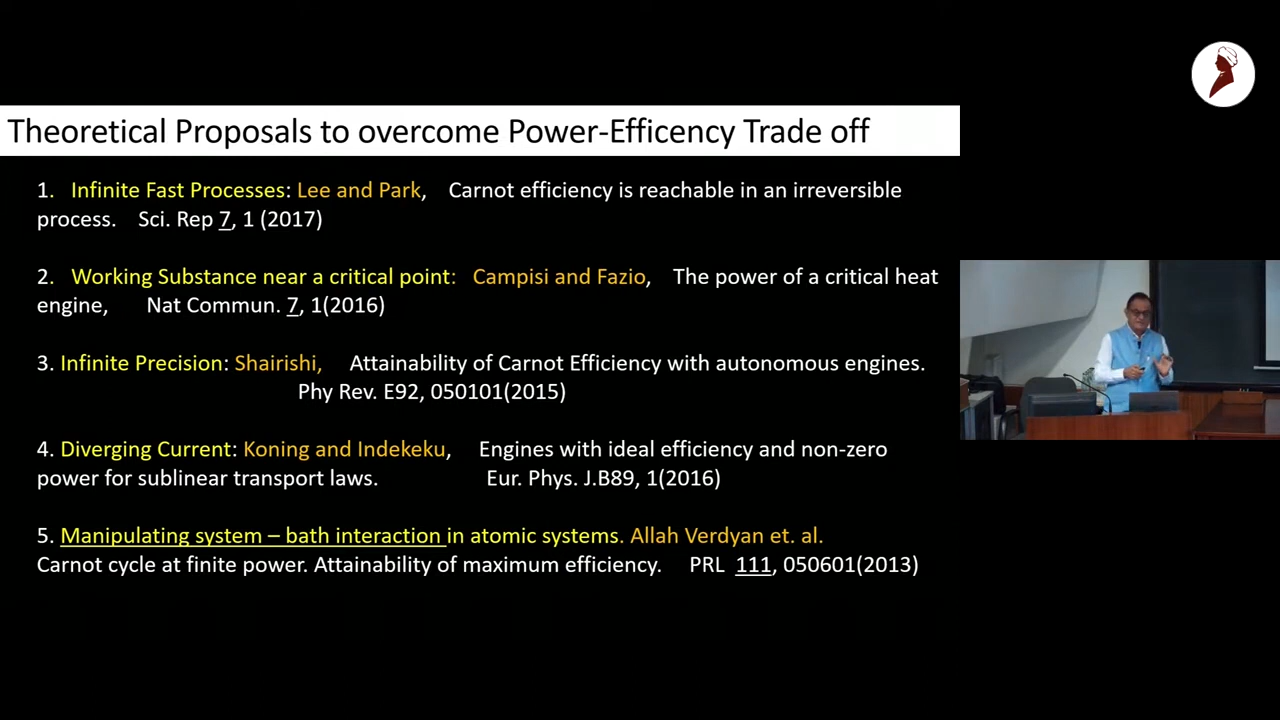 Theoretical Proposals to overcome Power-Efficency Trade off
1. Infinite Fast Processes: Lee and Park, Carnot efficiency is reachable in an irreversible
process. Sci. Rep 7, 1 (2017)
2. Working Substance near a critical point: Campisi and Fazio, The power of a critical heat
engine, Nat Commun. 7, 1(2016)
3. Infinite Precision: Shairishi, Attainability of Carnot Efficiency with autonomous engines.
Phy Rev. E92, 050101(2015)
4. Diverging Current: Koning and Indekeku, Engines with ideal efficiency and non-zero
power for sublinear transport laws. Eur. Phys. J.B89, 1(2016)
5. Manipulating system – bath interaction in atomic systems. Allah Verdyan et. al.
Carnot cycle at finite power. Attainability of maximum efficiency. PRL 111, 050601(2013)